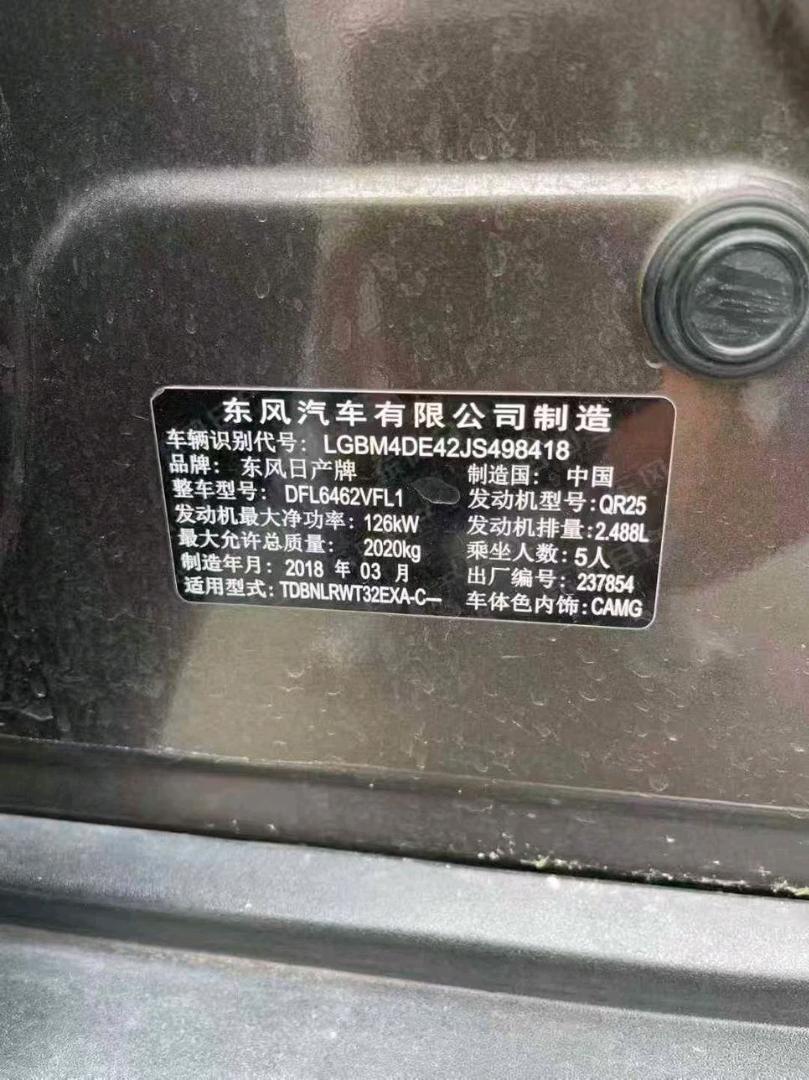 东风汽车有限公司制造
车辆识别代号: LGBM4DE42JS498418
品牌: 东风日产牌 制造国: 中国
整车型号: DFL6462VFL1 发动机型号: QR25
发动机最大净功率: 126kW 发动机排量: 2.488L
最大允许总质量: 2020kg 乘坐人数: 5人
制造年月: 2018 年 03 月 出厂编号: 237854
适用型式: TDBNLRWT32EXA-C— 车体色内饰: CAMG